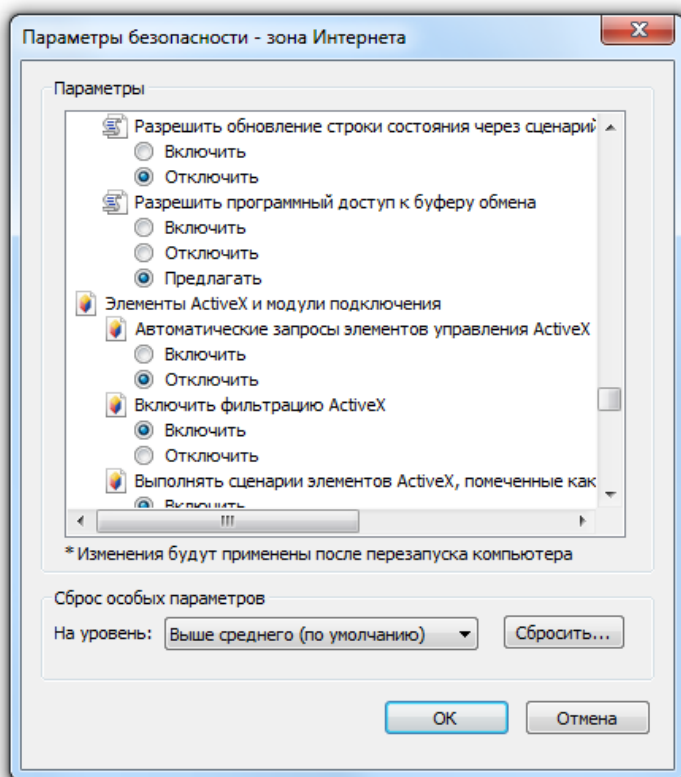 Параметры безопасности - зона Интернета
Параметры
Разрешить обновление строки состояния через сценарий
Включить
Отключить
Разрешить программный доступ к буферу обмена
Включить
Отключить
Предлагать
Элементы ActiveX и модули подключения
Автоматические запросы элементов управления ActiveX
Включить
Отключить
Включить фильтрацию ActiveX
Включить
Отключить
Выполнять сценарии элементов ActiveX, помеченные как
Включить
* Изменения будут применены после перезапуска компьютера
Сброс особых параметров
На уровень: Выше среднего (по умолчанию) Сбросить...
ОК Отмена